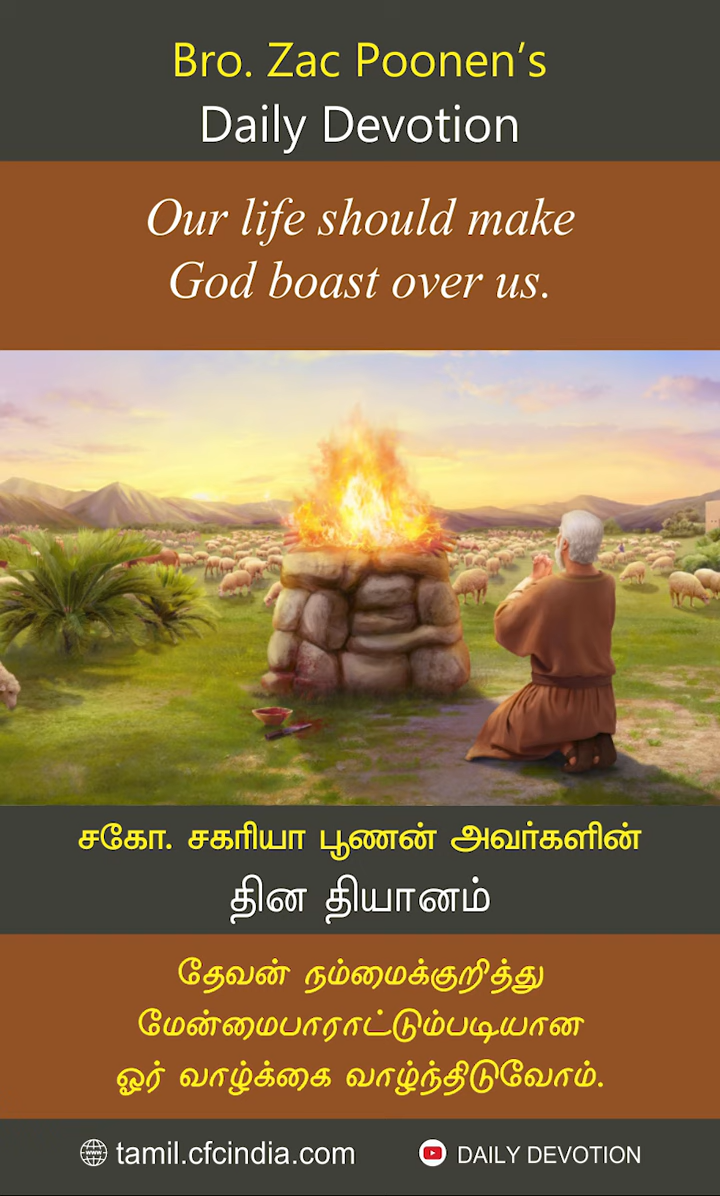 Bro. Zac Poonen's
Daily Devotion
Our life should make
God boast over us.
சகோ. சகரியா பூணன் அவர்களின்
தின தியானம்
தேவன் நம்மைக்குறித்து
மேன்மைபாராட்டும்படியான
ஓர் வாழ்க்கை வாழ்ந்திடுவோம்.
tamil.cfcindia.com
DAILY DEVOTION